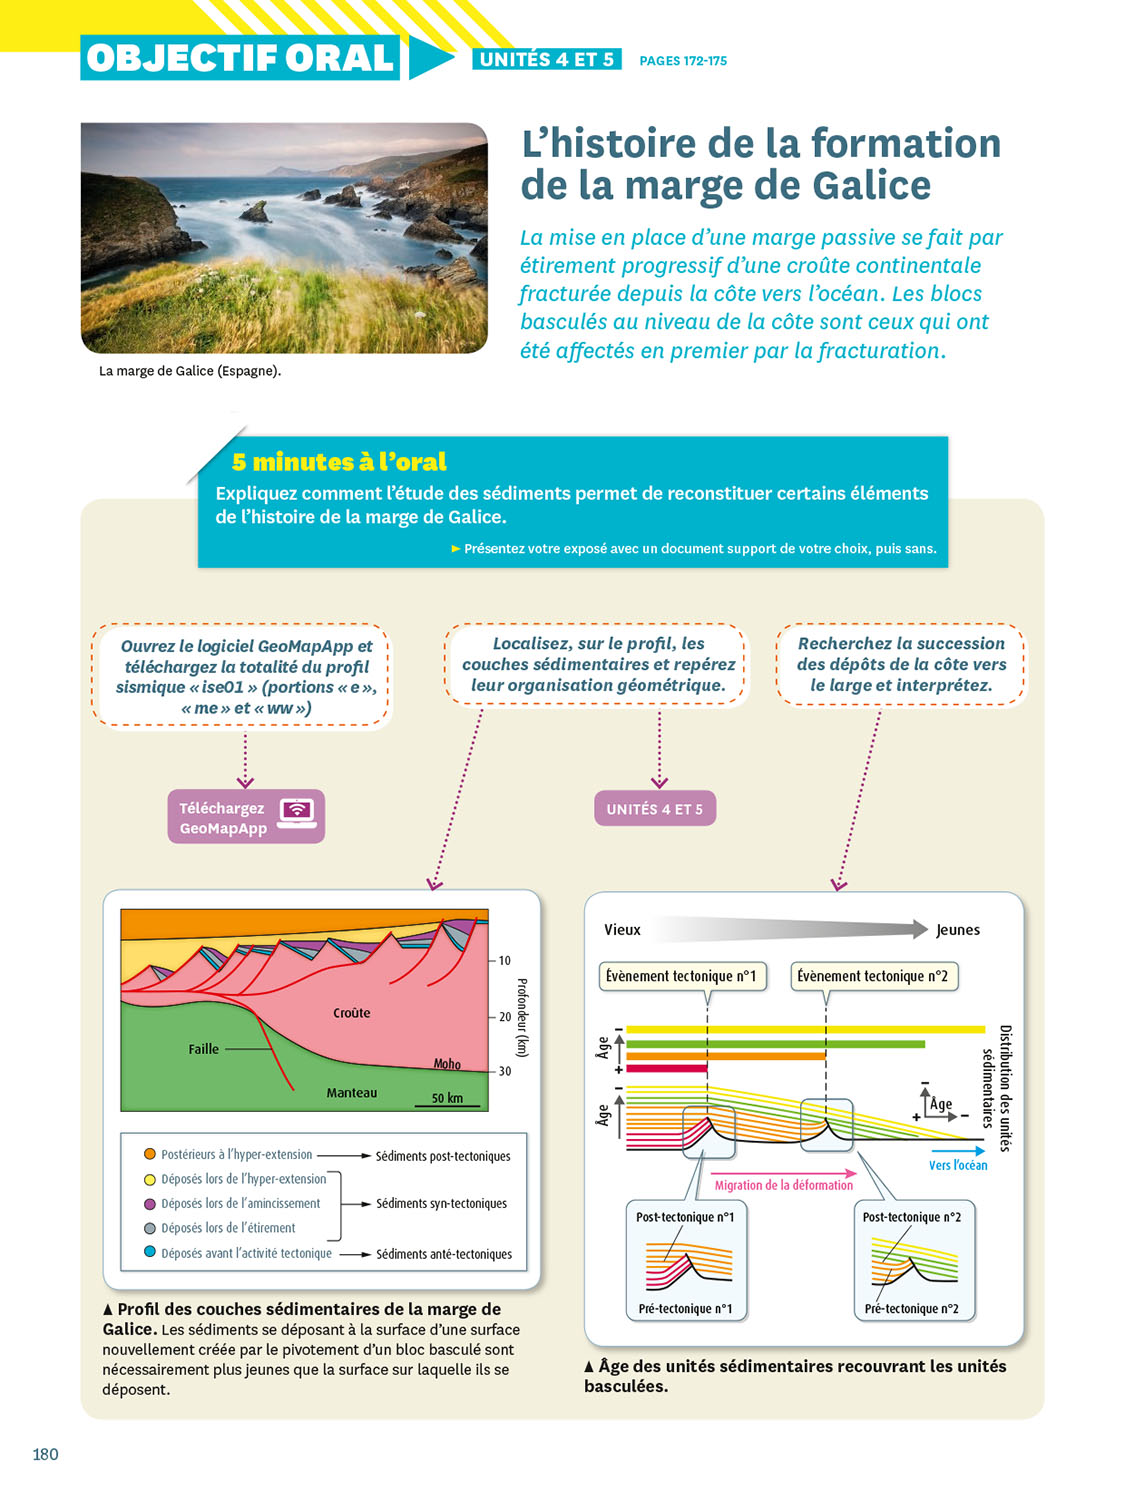 OBJECTIF ORAL
UNITÉS 4 ET 5
PAGES 172-175
L'histoire de la formation
de la marge de Galice
La mise en place d'une marge passive se fait par
étirement progressif d'une croûte continentale
fracturée depuis la côte vers l'océan. Les blocs
basculés au niveau de la côte sont ceux qui ont
été affectés en premier par la fracturation.
La marge de Galice (Espagne).
5 minutes à l'oral
Expliquez comment l'étude des sédiments permet de reconstituer certains éléments
de l'histoire de la marge de Galice.
► Présentez votre exposé avec un document support de votre choix, puis sans.
Ouvrez le logiciel GeoMapApp et
téléchargez la totalité du profil
sismique « ise01 » (portions « e »,
« me » et « ww »)
Localisez, sur le profil, les
couches sédimentaires et repérez
leur organisation géométrique.
Recherchez la succession
des dépôts de la côte vers
le large et interprétez.
Téléchargez
GeoMapApp
UNITÉS 4 ET 5
10
20
30
Profondeur (km)
Croûte
Faille
Moho
Manteau
50 km
Postérieurs à l'hyper-extension
Sédiments post-tectoniques
Déposés lors de l'hyper-extension
Déposés lors de l'amincissement
Sédiments syn-tectoniques
Déposés lors de l'étirement
Déposés avant l'activité tectonique
Sédiments anté-tectoniques
▲ Profil des couches sédimentaires de la marge de
Galice. Les sédiments se déposant à la surface d'une surface
nouvellement créée par le pivotement d'un bloc basculé sont
nécessairement plus jeunes que la surface sur laquelle ils se
déposent.
Vieux
Jeunes
Évènement tectonique n°1
Évènement tectonique n°2
Âge
–
+
Âge
–
Distribution des unités
sédimentaires
–
Âge
+
–
Vers l'océan
Migration de la déformation
Post-tectonique n°1
Pré-tectonique n°1
Post-tectonique n°2
Pré-tectonique n°2
▲ Âge des unités sédimentaires recouvrant les unités
basculées.
180